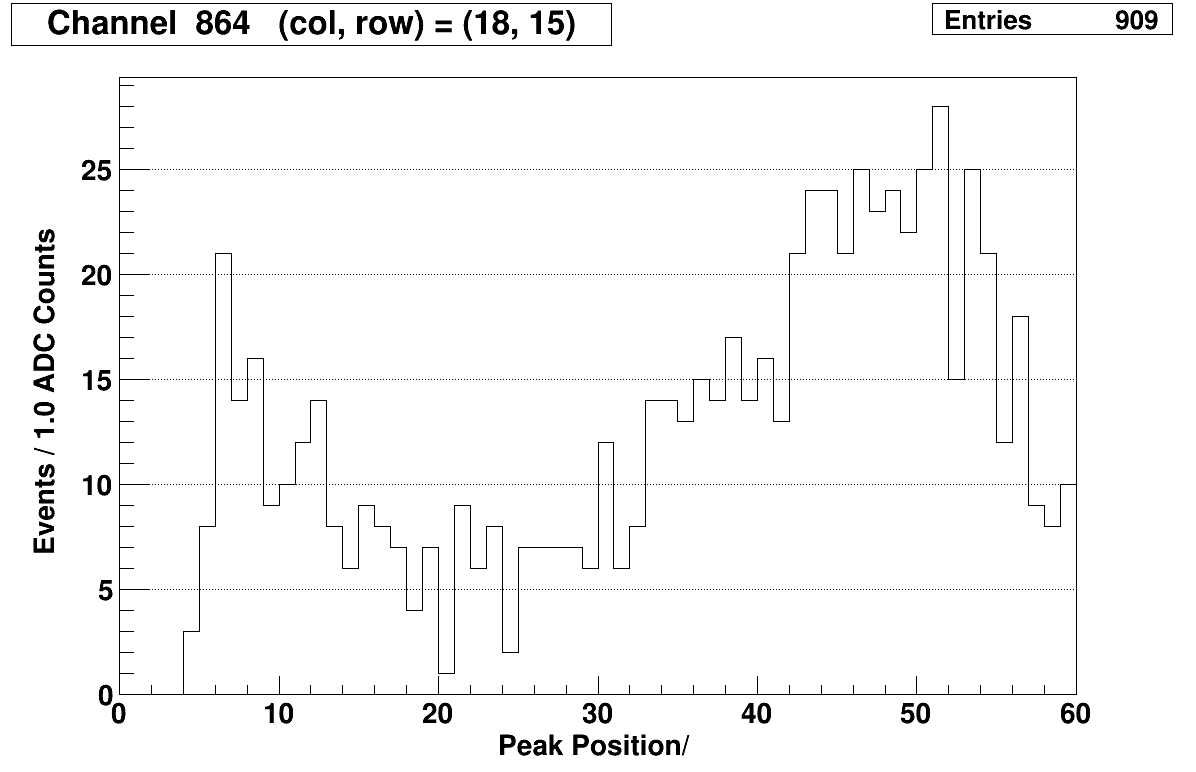 Channel 864 (col, row) = (18, 15)
Entries 909
Events / 1.0 ADC Counts
25
20
15
10
5
0
0 10 20 30 40 50 60
Peak Position/